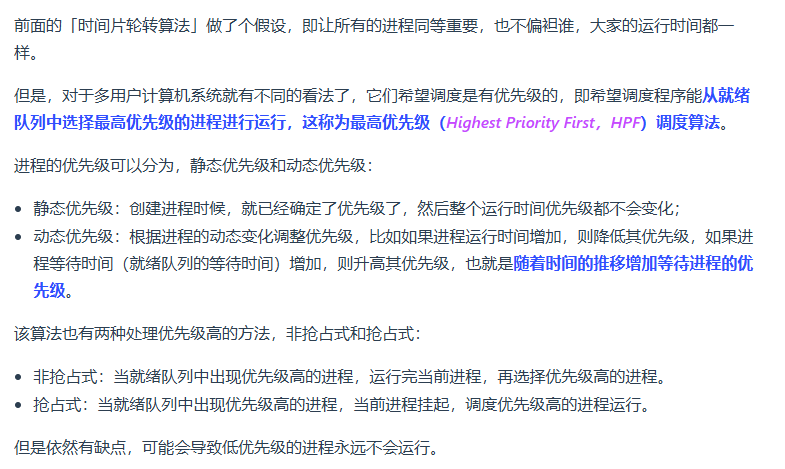 前面的「时间片轮转算法」做了个假设，即让所有的进程同等重要，也不偏袒谁，大家的运行时间都一
样。
但是，对于多用户计算机系统就有不同的看法了，它们希望调度是有优先级的，即希望调度程序能从就绪
队列中选择最高优先级的进程进行运行，这称为最高优先级（Highest Priority First，HPF）调度算法。
进程的优先级可以分为，静态优先级和动态优先级：
• 静态优先级：创建进程时候，就已经确定了优先级了，然后整个运行时间优先级都不会变化；
• 动态优先级：根据进程的动态变化调整优先级，比如如果进程运行时间增加，则降低其优先级，如果进
程等待时间（就绪队列的等待时间）增加，则升高其优先级，也就是随着时间的推移增加等待进程的优
先级。
该算法也有两种处理优先级高的方法，非抢占式和抢占式：
• 非抢占式：当就绪队列中出现优先级高的进程，运行完当前进程，再选择优先级高的进程。
• 抢占式：当就绪队列中出现优先级高的进程，当前进程挂起，调度优先级高的进程运行。
但是依然有缺点，可能会导致低优先级的进程永远不会运行。